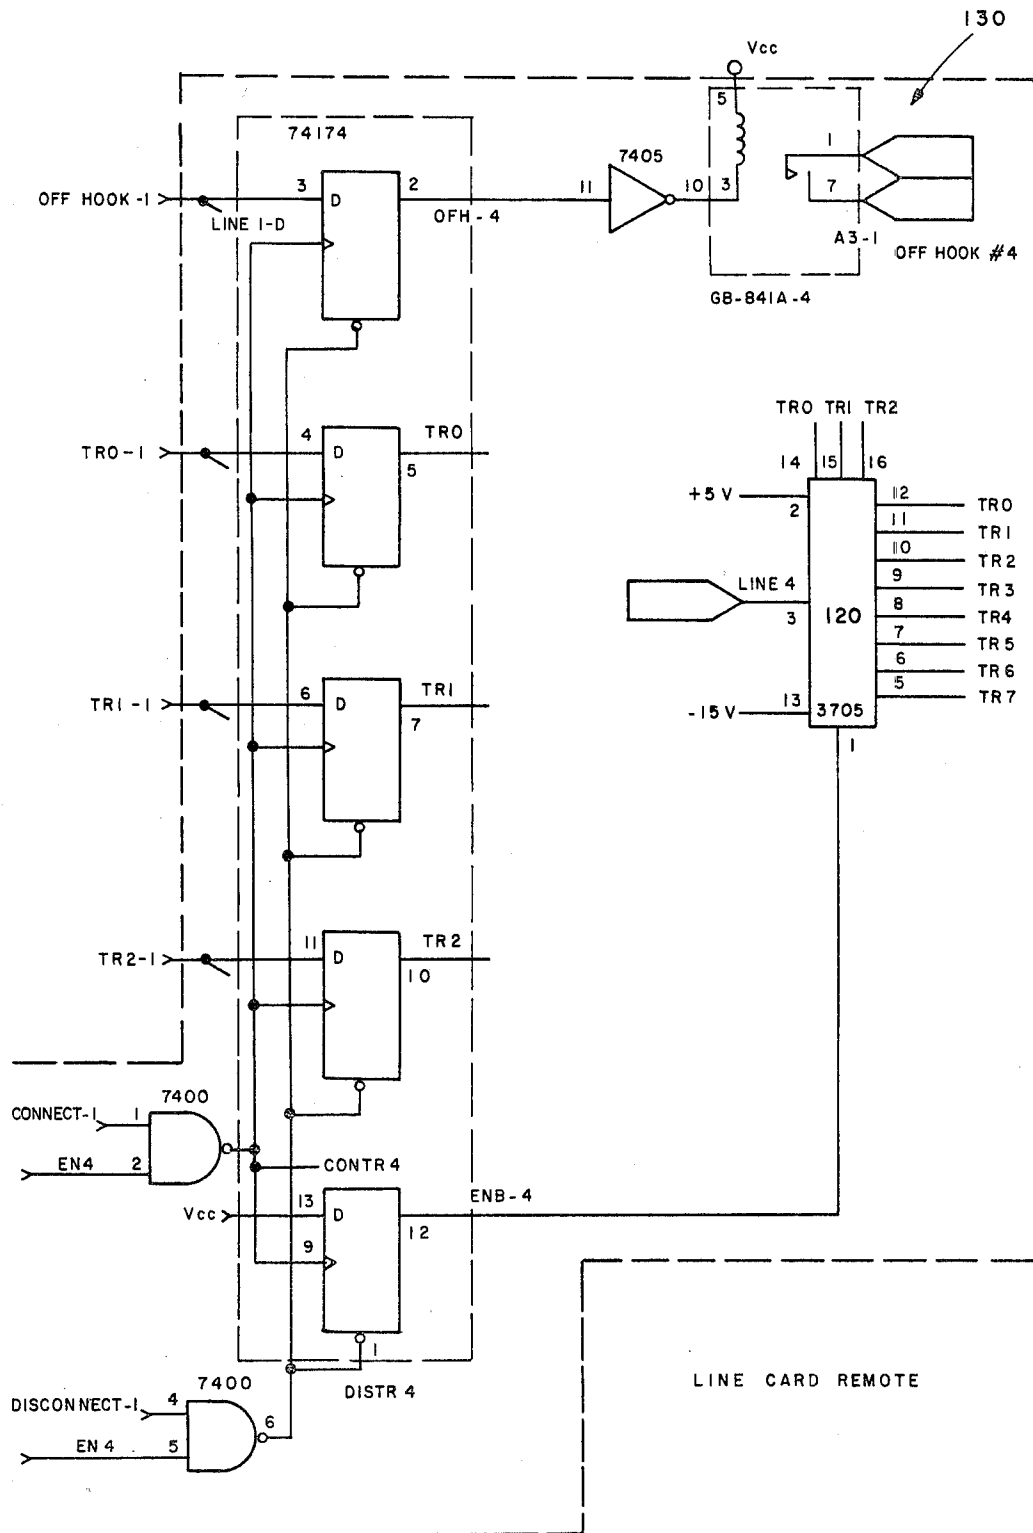 130
Vcc
5
74174
1
7405
OFF HOOK-1
3
D
2
11
10
3
7
LINE 1-D
OFH-4
A3-1
OFF HOOK #4
GB-841A-4
TR0 TR1 TR2
TR0-1
4
D
TR0
5
14 15 16
+5V
2
12
TR0
11
TR1
10
TR2
LINE 4
9
TR3
3
120
8
TR4
7
TR5
6
TR6
5
TR7
TR1-1
6
D
TR1
7
-15V
13
3705
1
TR2-1
11
D
TR2
10
7400
CONNECT-1
1
EN4
2
CONTR 4
Vcc
13
D
ENB-4
12
9
1
7400
DISTR 4
LINE CARD REMOTE
DISCONNECT-1
4
6
EN 4
5